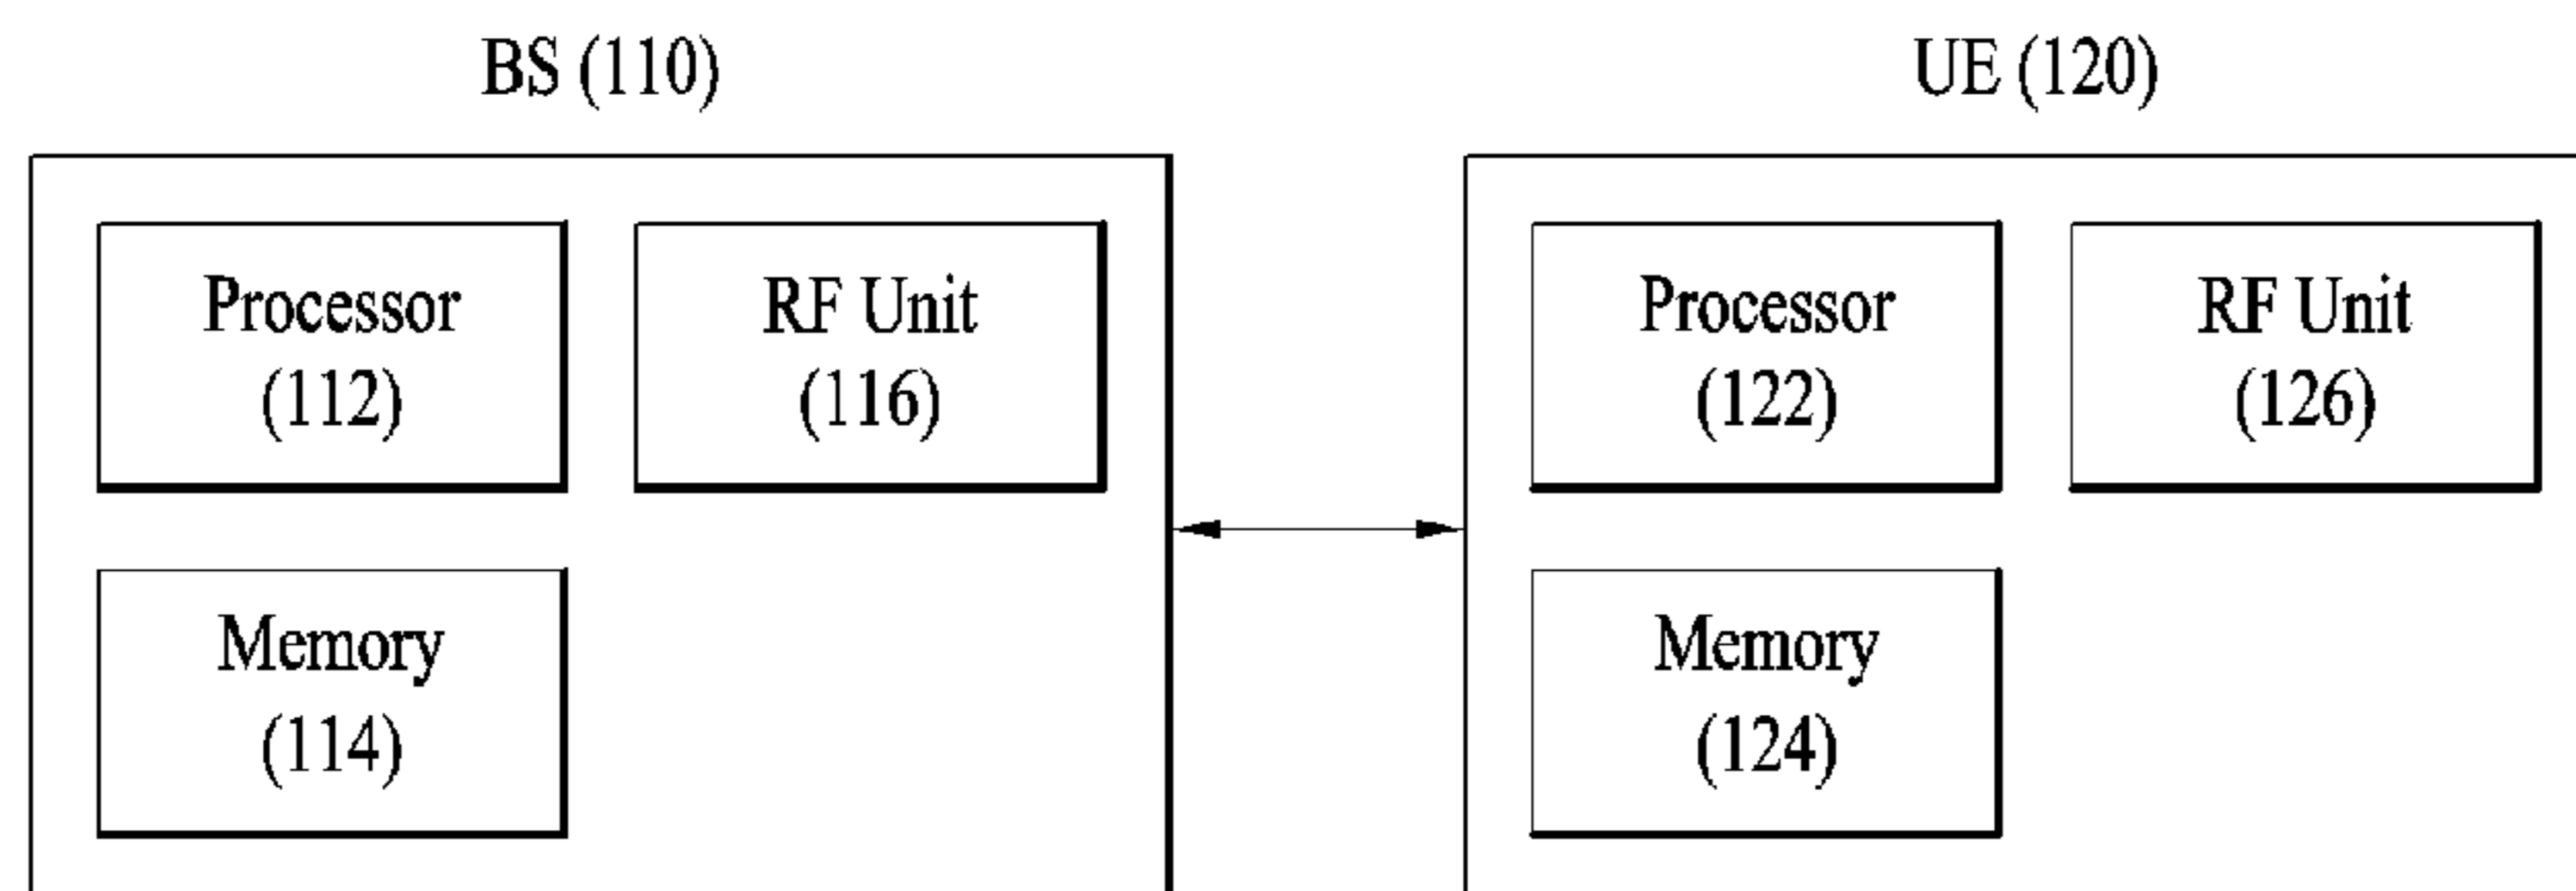 BS (110)
UE (120)
Processor
(112)
RF Unit
(116)
Memory
(114)
Processor
(122)
RF Unit
(126)
Memory
(124)